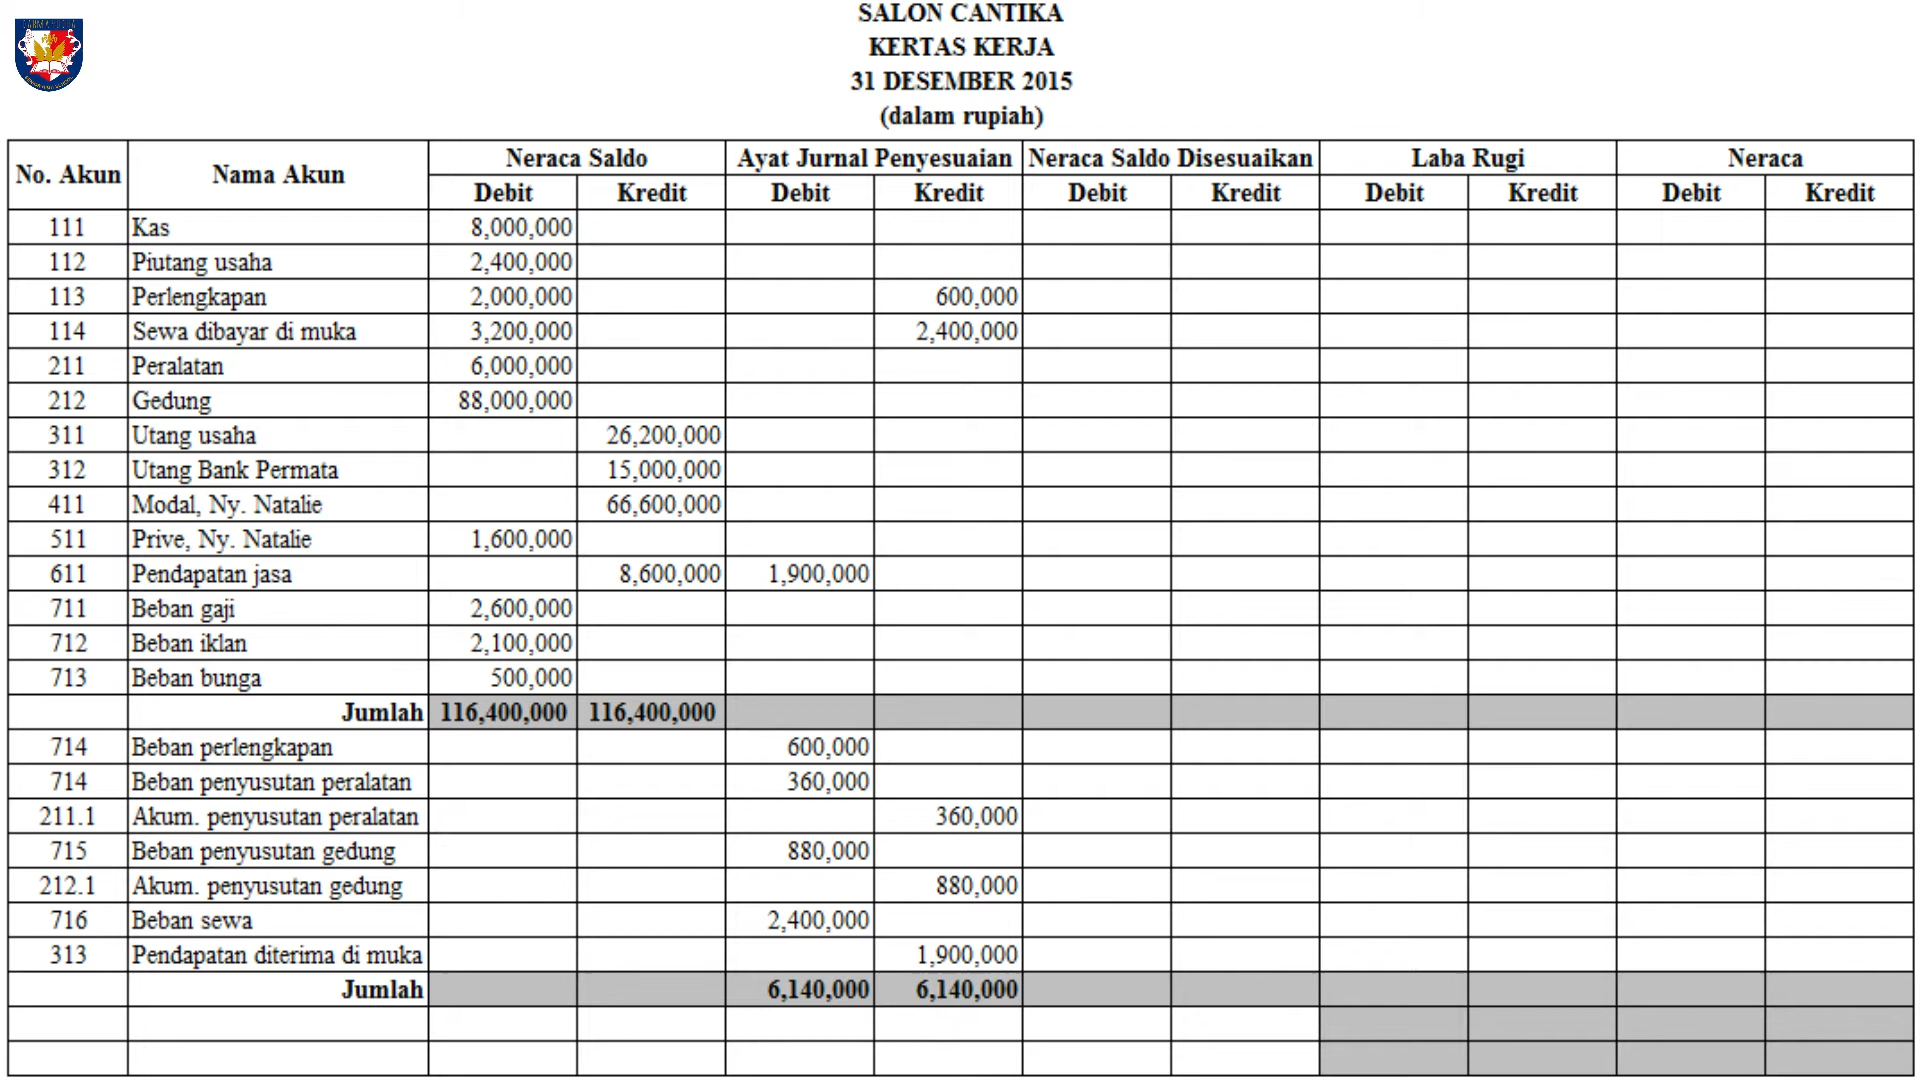 SALON CANTIKA
KERTAS KERJA
31 DESEMBER 2015
(dalam rupiah)
No. Akun Nama Akun Neraca Saldo Ayat Jurnal Penyesuaian Neraca Saldo Disesuaikan Laba Rugi Neraca
Debit Kredit Debit Kredit Debit Kredit Debit Kredit Debit Kredit
111 Kas 8,000,000
112 Piutang usaha 2,400,000
113 Perlengkapan 2,000,000 600,000
114 Sewa dibayar di muka 3,200,000 2,400,000
211 Peralatan 6,000,000
212 Gedung 88,000,000
311 Utang usaha 26,200,000
312 Utang Bank Permata 15,000,000
411 Modal, Ny. Natalie 66,600,000
511 Prive, Ny. Natalie 1,600,000
611 Pendapatan jasa 8,600,000 1,900,000
711 Beban gaji 2,600,000
712 Beban iklan 2,100,000
713 Beban bunga 500,000
Jumlah 116,400,000 116,400,000
714 Beban perlengkapan 600,000
714 Beban penyusutan peralatan 360,000
211.1 Akum. penyusutan peralatan 360,000
715 Beban penyusutan gedung 880,000
212.1 Akum. penyusutan gedung 880,000
716 Beban sewa 2,400,000
313 Pendapatan diterima di muka 1,900,000
Jumlah 6,140,000 6,140,000